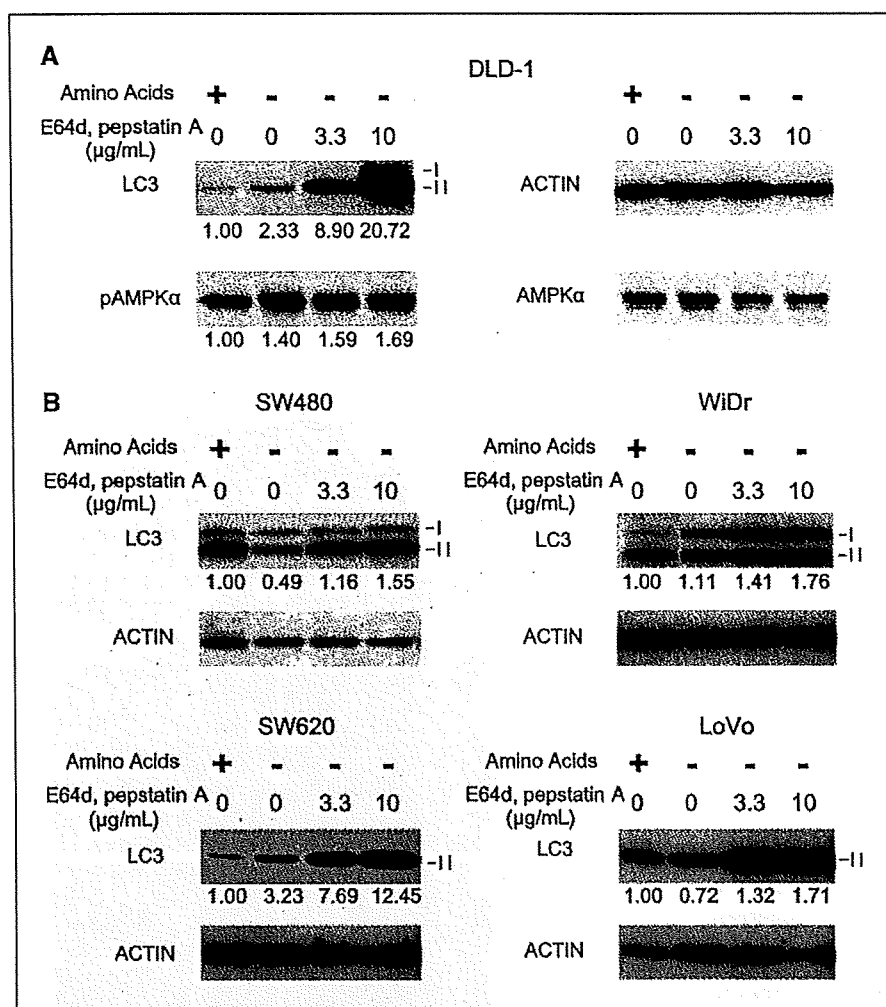 A
DLD-1
Amino Acids + - - -
E64d, pepstatin A (µg/mL) 0 0 3.3 10
LC3 -I -II
1.00 2.33 8.90 20.72
pAMPKα
1.00 1.40 1.59 1.69
+ - - -
0 0 3.3 10
ACTIN
AMPKα
B
SW480
Amino Acids + - - -
E64d, pepstatin A (µg/mL) 0 0 3.3 10
LC3 -I -II
1.00 0.49 1.16 1.55
ACTIN
WiDr
Amino Acids + - - -
E64d, pepstatin A (µg/mL) 0 0 3.3 10
LC3 -I -II
1.00 1.11 1.41 1.76
ACTIN
SW620
Amino Acids + - - -
E64d, pepstatin A (µg/mL) 0 0 3.3 10
LC3 -II
1.00 3.23 7.69 12.45
ACTIN
LoVo
Amino Acids + - - -
E64d, pepstatin A (µg/mL) 0 0 3.3 10
LC3 -II
1.00 0.72 1.32 1.71
ACTIN